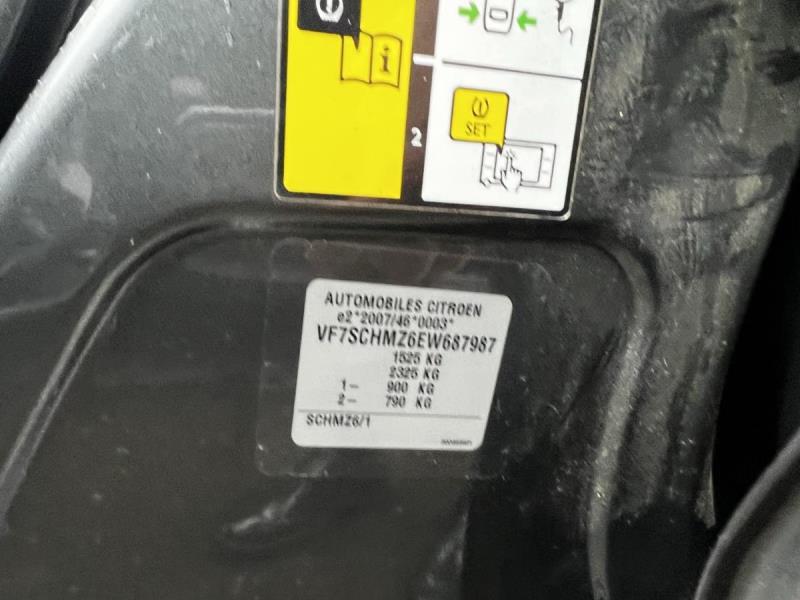 i
2
SET
AUTOMOBILES CITROEN
e2*2007/46*0003*
VF7SCHMZ6EW687987
1525 KG
2325 KG
1- 900 KG
2- 790 KG
SCHMZ6/1